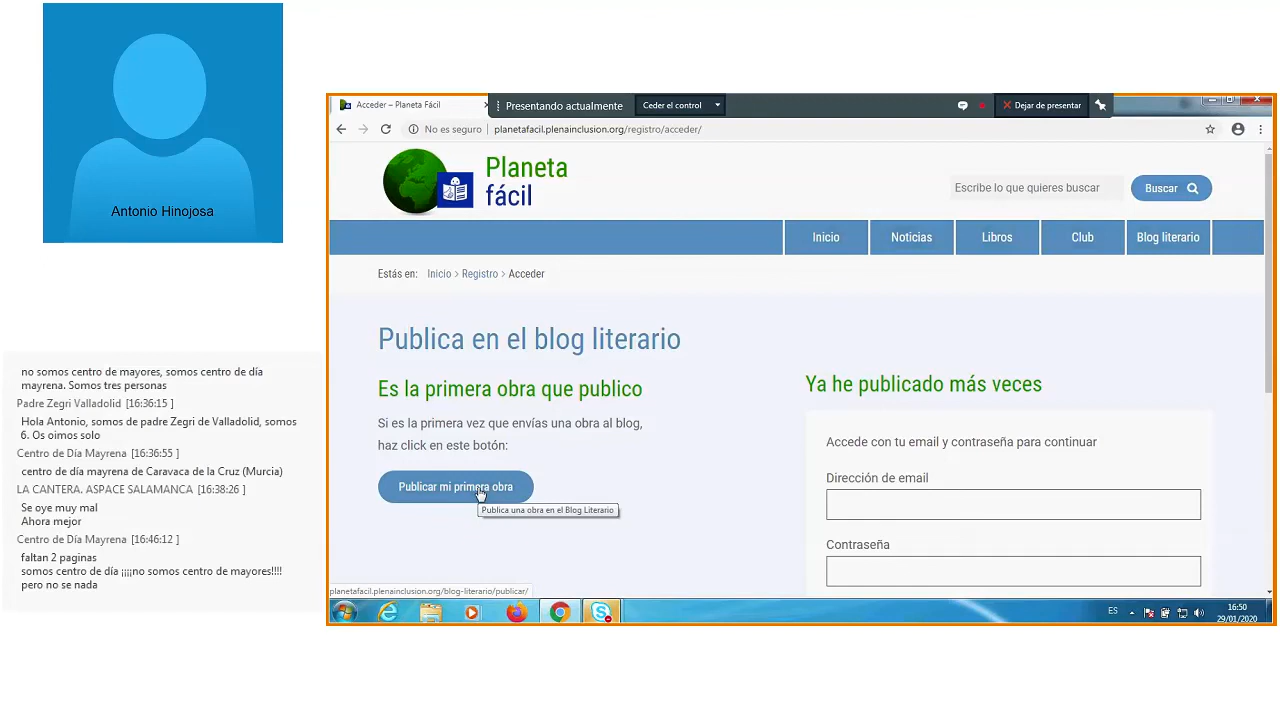 Antonio Hinojosa
no somos centro de mayores, somos centro de día
mayrena. Somos tres personas
Padre Zegri Valladolid [16:36:15 ]
Hola Antonio, somos de padre Zegri de Valladolid, somos
6. Os oimos solo
Centro de Día Mayrena [16:36:55 ]
centro de día mayrena de Caravaca de la Cruz (Murcia)
LA CANTERA. ASPACE SALAMANCA [16:38:26 ]
Se oye muy mal
Ahora mejor
Centro de Día Mayrena [16:46:12 ]
faltan 2 paginas
somos centro de día ¡¡¡¡no somos centro de mayores!!!!
pero no se nada
Acceder – Planeta Fácil
Presentando actualmente
Ceder el control
Dejar de presentar
No es seguro planetafacil.plenainclusion.org/registro/acceder/
Planeta
fácil
Escribe lo que quieres buscar
Buscar
Inicio Noticias Libros Club Blog literario
Estás en: Inicio > Registro > Acceder
Publica en el blog literario
Es la primera obra que publico
Si es la primera vez que envías una obra al blog,
haz click en este botón:
Publicar mi primera obra
Publica una obra en el Blog Literario
Ya he publicado más veces
Accede con tu email y contraseña para continuar
Dirección de email
Contraseña
planetafacil.plenainclusion.org/blog-literario/publicar/
ES
16:50
29/01/2020